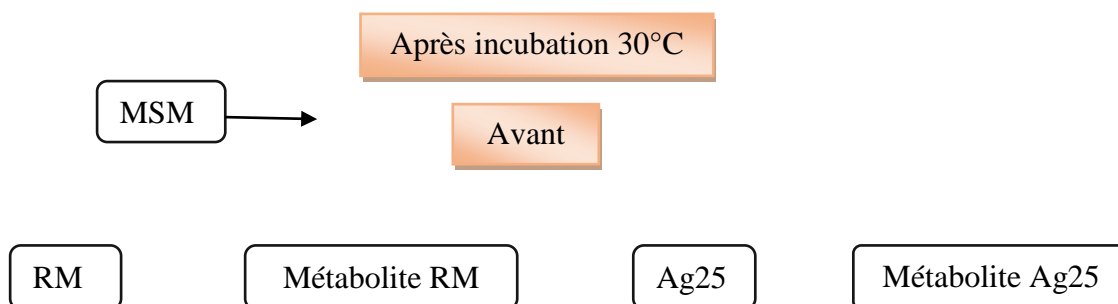 Après incubation 30°C
MSM
Avant
RM Métabolite RM Ag25 Métabolite Ag25